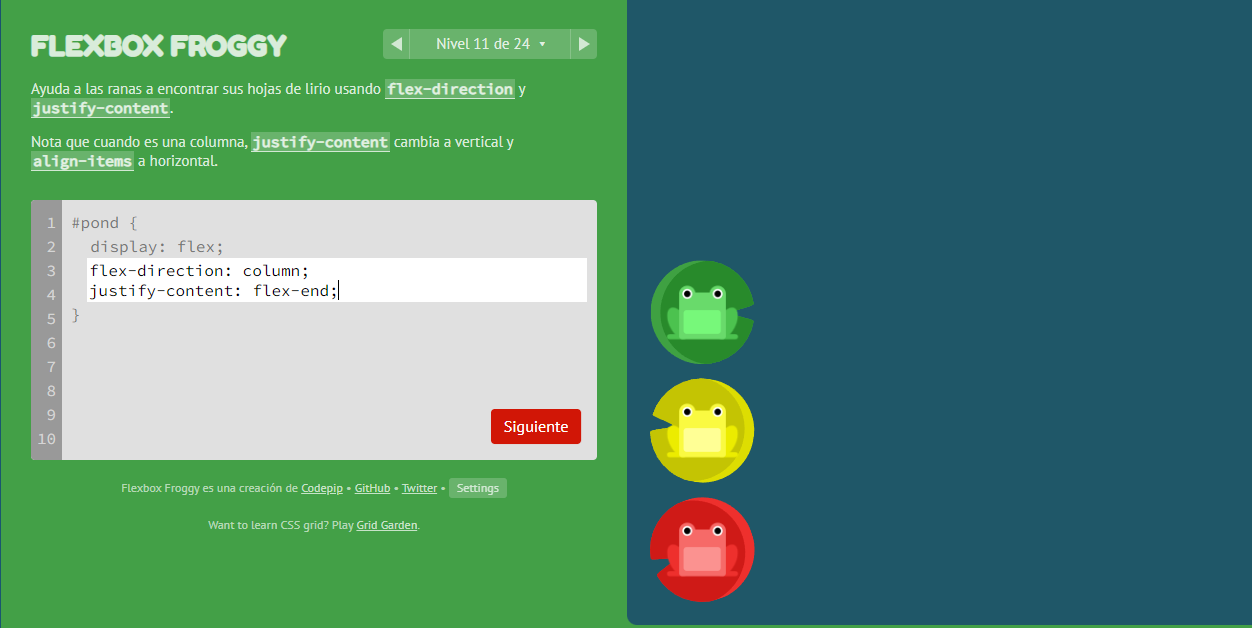 FLEXBOX FROGGY
Nivel 11 de 24
Ayuda a las ranas a encontrar sus hojas de lirio usando flex-direction y
justify-content.
Nota que cuando es una columna, justify-content cambia a vertical y
align-items a horizontal.
1 #pond {
2 display: flex;
3 flex-direction: column;
4 justify-content: flex-end;
5 }
6
7
8
9
10
Siguiente
Flexbox Froggy es una creación de Codepip • GitHub • Twitter • Settings
Want to learn CSS grid? Play Grid Garden.